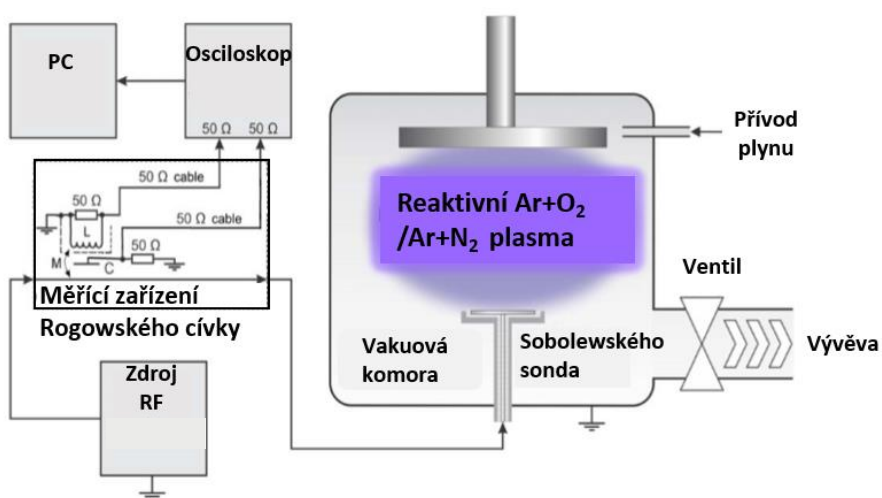 PC
Osciloskop
50 Ω 50 Ω
50 Ω cable
50 Ω
50 Ω cable
L
50 Ω
M
C
Měřící zařízení
Rogowského cívky
Zdroj
RF
Přívod
plynu
Reaktivní Ar+O₂
/Ar+N₂ plasma
Ventil
Vývěva
Vakuová
komora
Sobolewského
sonda